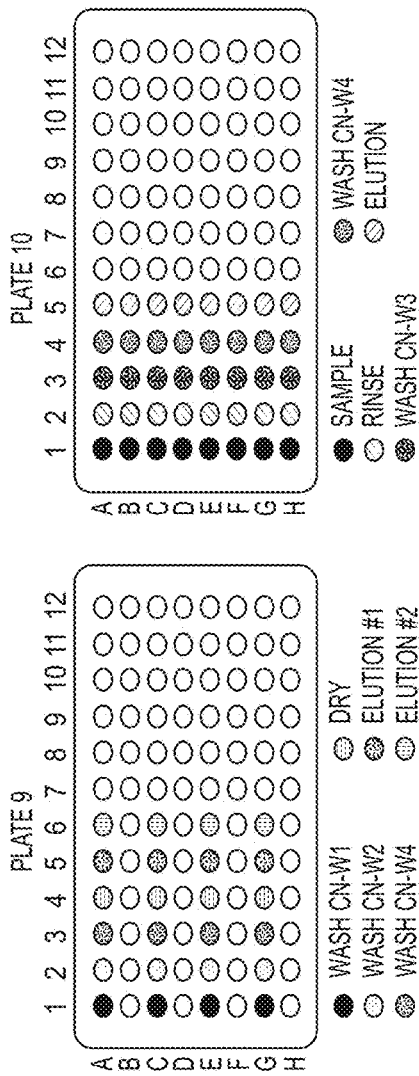 PLATE 9
1 2 3 4 5 6 7 8 9 10 11 12
A
B
C
D
E
F
G
H
WASH CN-W1
WASH CN-W2
WASH CN-W4
DRY
ELUTION #1
ELUTION #2
PLATE 10
1 2 3 4 5 6 7 8 9 10 11 12
A
B
C
D
E
F
G
H
SAMPLE
RINSE
WASH CN-W3
WASH CN-W4
ELUTION